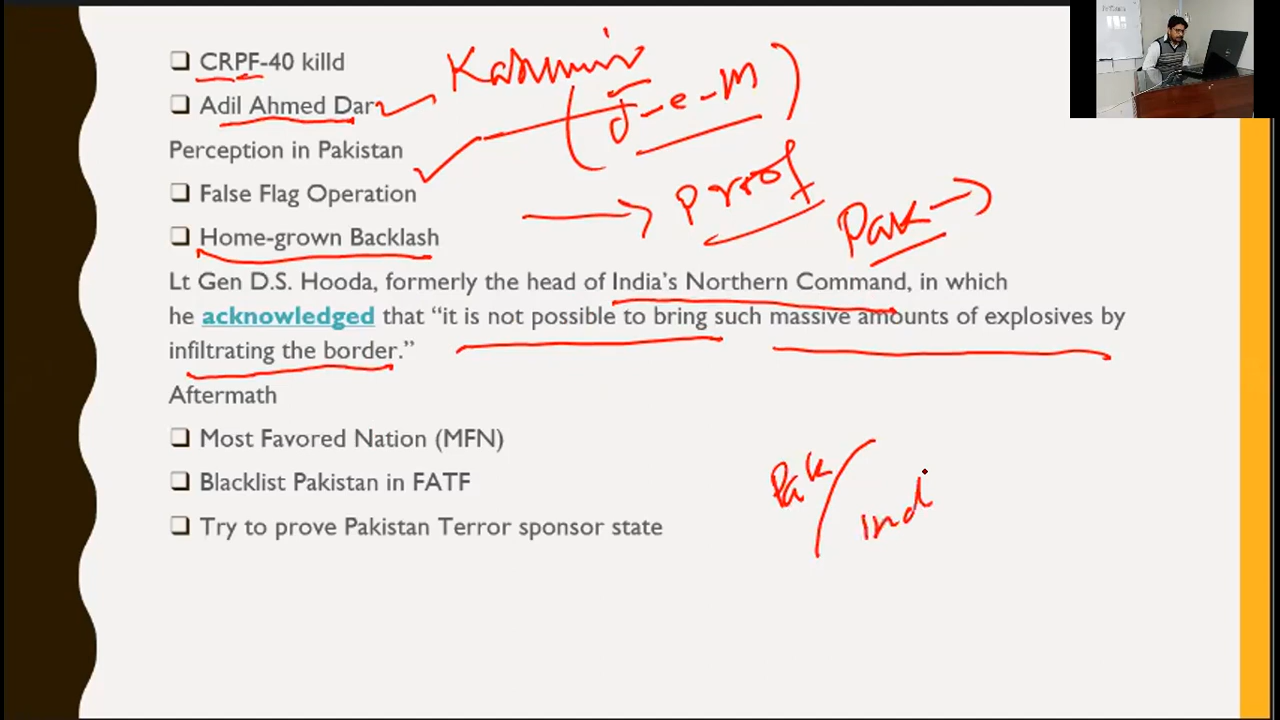 CRPF-40 killd
Kashmir
Adil Ahmed Dar
(J-e-M)
Perception in Pakistan
False Flag Operation
Proof
Pak
Home-grown Backlash
Lt Gen D.S. Hooda, formerly the head of India's Northern Command, in which
he acknowledged that “it is not possible to bring such massive amounts of explosives by
infiltrating the border.”
Aftermath
Most Favored Nation (MFN)
Blacklist Pakistan in FATF
Pak/Ind
Try to prove Pakistan Terror sponsor state